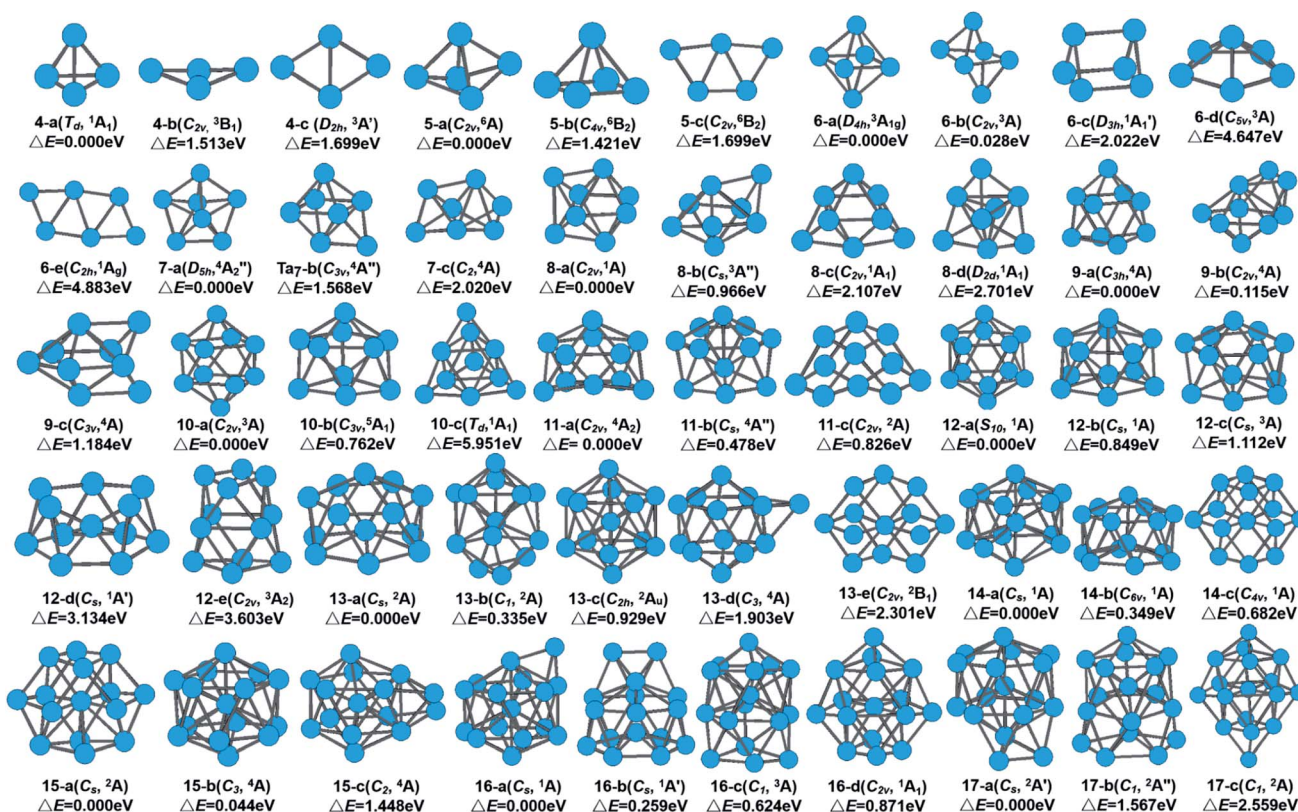 4-a(Td, ¹A₁) 4-b(C₂ᵥ, ³B₁) 4-c (D₂ₕ, ³A') 5-a(C₂ᵥ,⁶A) 5-b(C₄ᵥ,⁶B₂) 5-c(C₂ᵥ,⁶B₂) 6-a(D₄ₕ,³A₁g) 6-b(C₂ᵥ,³A) 6-c(D₃ₕ,¹A₁') 6-d(C₅ᵥ,³A)
△E=0.000eV △E=1.513eV △E=1.699eV △E=0.000eV △E=1.421eV △E=1.699eV △E=0.000eV △E=0.028eV △E=2.022eV △E=4.647eV
6-e(C₂ₕ,¹Ag) 7-a(D₅ₕ,⁴A₂'') Ta₇-b(C₃ᵥ,⁴A'') 7-c(C₂,⁴A) 8-a(C₂ᵥ,¹A) 8-b(Cₛ,³A'') 8-c(C₂ᵥ,¹A₁) 8-d(D₂d,¹A₁) 9-a(C₃ₕ,⁴A) 9-b(C₂ᵥ,⁴A)
△E=4.883eV △E=0.000eV △E=1.568eV △E=2.020eV △E=0.000eV △E=0.966eV △E=2.107eV △E=2.701eV △E=0.000eV △E=0.115eV
9-c(C₃ᵥ,⁴A) 10-a(C₂ᵥ,³A) 10-b(C₃ᵥ,⁵A₁) 10-c(Td,¹A₁) 11-a(C₂ᵥ, ⁴A₂) 11-b(Cₛ, ⁴A'') 11-c(C₂ᵥ, ²A) 12-a(S₁₀, ¹A) 12-b(Cₛ, ¹A) 12-c(Cₛ, ³A)
△E=1.184eV △E=0.000eV △E=0.762eV △E=5.951eV △E=0.000eV △E=0.478eV △E=0.826eV △E=0.000eV △E=0.849eV △E=1.112eV
12-d(Cₛ, ¹A') 12-e(C₂ᵥ, ³A₂) 13-a(Cₛ, ²A) 13-b(C₁, ²A) 13-c(C₂ₕ, ²Aᵤ) 13-d(C₃, ⁴A) 13-e(C₂ᵥ, ²B₁) 14-a(Cₛ, ¹A) 14-b(C₆ᵥ, ¹A) 14-c(C₄ᵥ, ¹A)
△E=3.134eV △E=3.603eV △E=0.000eV △E=0.335eV △E=0.929eV △E=1.903eV △E=2.301eV △E=0.000eV △E=0.349eV △E=0.682eV
15-a(Cₛ, ²A) 15-b(C₃, ⁴A) 15-c(C₂, ⁴A) 16-a(Cₛ, ¹A) 16-b(Cₛ, ¹A') 16-c(C₁, ³A) 16-d(C₂ᵥ, ¹A₁) 17-a(Cₛ, ²A') 17-b(C₁, ²A'') 17-c(C₁, ²A)
△E=0.000eV △E=0.044eV △E=1.448eV △E=0.000eV △E=0.259eV △E=0.624eV △E=0.871eV △E=0.000eV △E=1.567eV △E=2.559eV